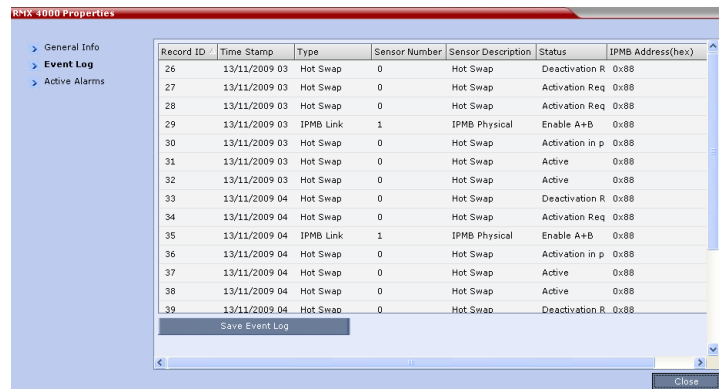 RMX 4000 Properties
General Info
Event Log
Active Alarms
Record ID Time Stamp Type Sensor Number Sensor Description Status IPMB Address(hex)
26 13/11/2009 03 Hot Swap 0 Hot Swap Deactivation R 0x88
27 13/11/2009 03 Hot Swap 0 Hot Swap Activation Req 0x88
28 13/11/2009 03 Hot Swap 0 Hot Swap Activation Req 0x88
29 13/11/2009 03 IPMB Link 1 IPMB Physical Enable A+B 0x88
30 13/11/2009 03 Hot Swap 0 Hot Swap Activation in p 0x88
31 13/11/2009 03 Hot Swap 0 Hot Swap Active 0x88
32 13/11/2009 03 Hot Swap 0 Hot Swap Active 0x88
33 13/11/2009 04 Hot Swap 0 Hot Swap Deactivation R 0x88
34 13/11/2009 04 Hot Swap 0 Hot Swap Activation Req 0x88
35 13/11/2009 04 IPMB Link 1 IPMB Physical Enable A+B 0x88
36 13/11/2009 04 Hot Swap 0 Hot Swap Activation in p 0x88
37 13/11/2009 04 Hot Swap 0 Hot Swap Active 0x88
38 13/11/2009 04 Hot Swap 0 Hot Swap Active 0x88
39 13/11/2009 04 Hot Swap 0 Hot Swap Deactivation R 0x88
Save Event Log
Close